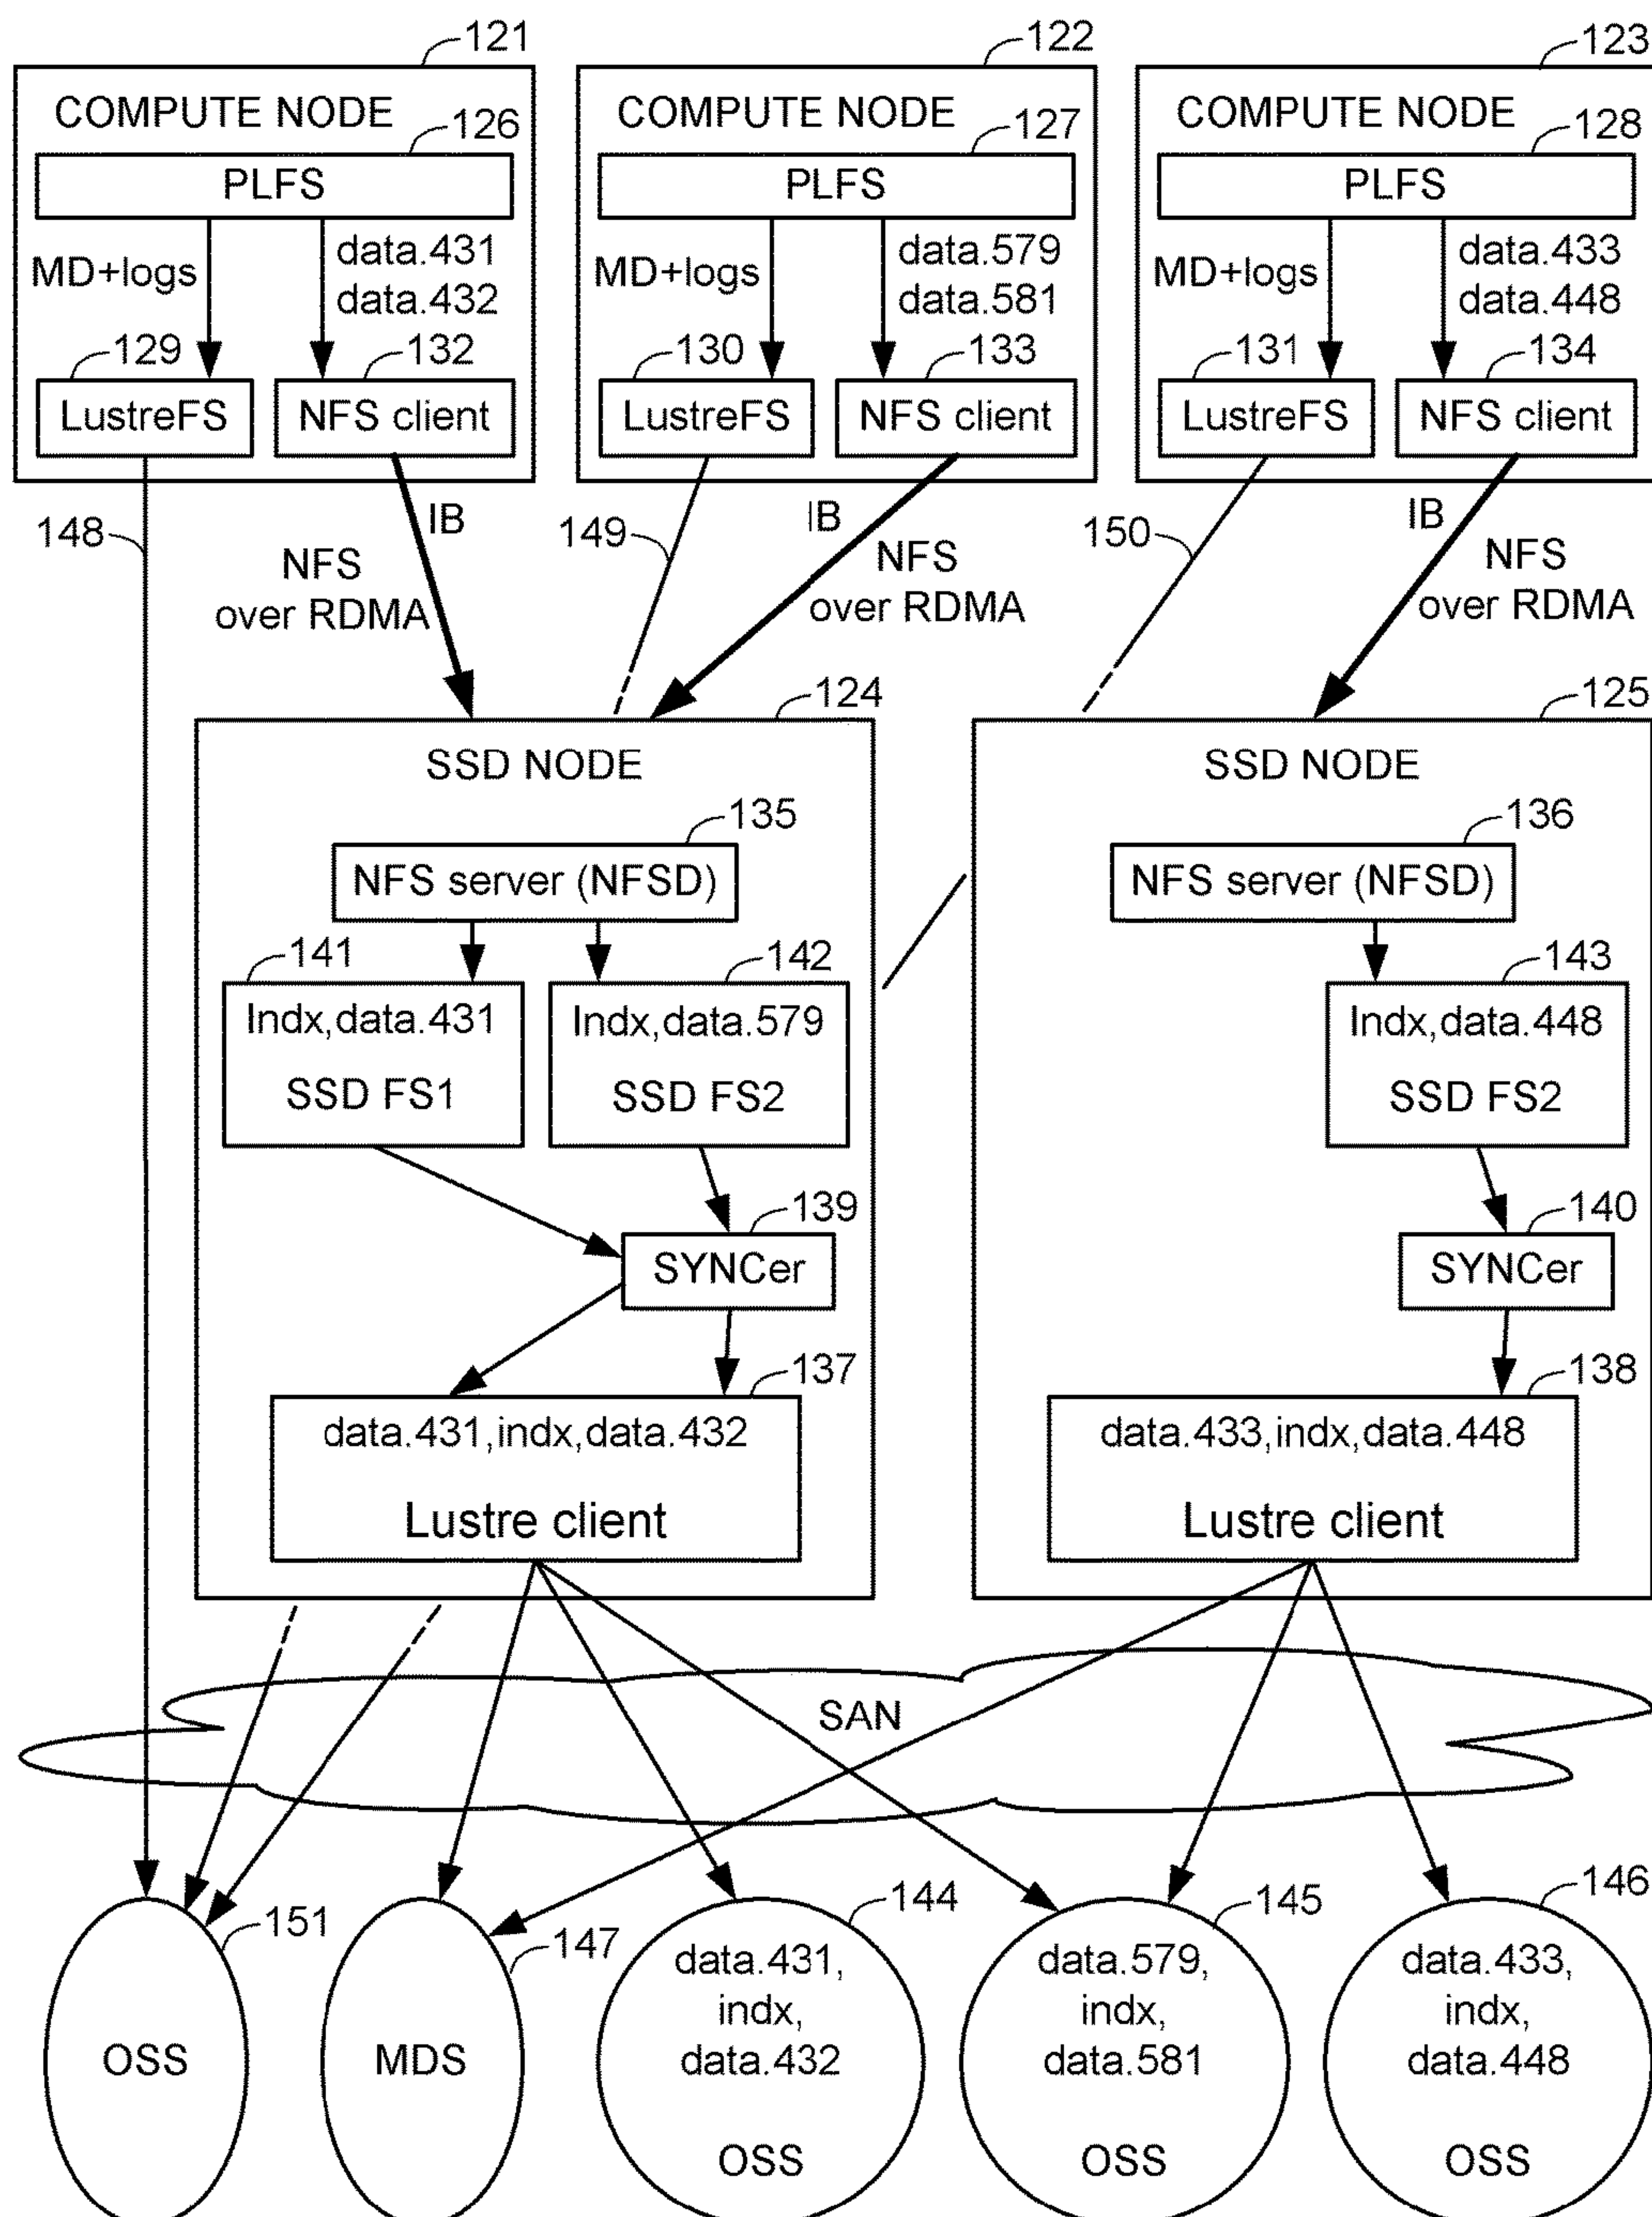 121
122
123
COMPUTE NODE
COMPUTE NODE
COMPUTE NODE
126
127
128
PLFS
PLFS
PLFS
MD+logs
data.431
data.432
MD+logs
data.579
data.581
MD+logs
data.433
data.448
129
132
130
133
131
134
LustreFS
NFS client
LustreFS
NFS client
LustreFS
NFS client
148
IB
NFS
over RDMA
149
IB
NFS
over RDMA
150
IB
NFS
over RDMA
124
125
SSD NODE
SSD NODE
135
136
NFS server (NFSD)
NFS server (NFSD)
141
142
143
Indx,data.431
SSD FS1
Indx,data.579
SSD FS2
Indx,data.448
SSD FS2
139
140
SYNCer
SYNCer
137
138
data.431,indx,data.432
Lustre client
data.433,indx,data.448
Lustre client
SAN
151
147
144
145
146
OSS
MDS
data.431,
indx,
data.432
OSS
data.579,
indx,
data.581
OSS
data.433,
indx,
data.448
OSS